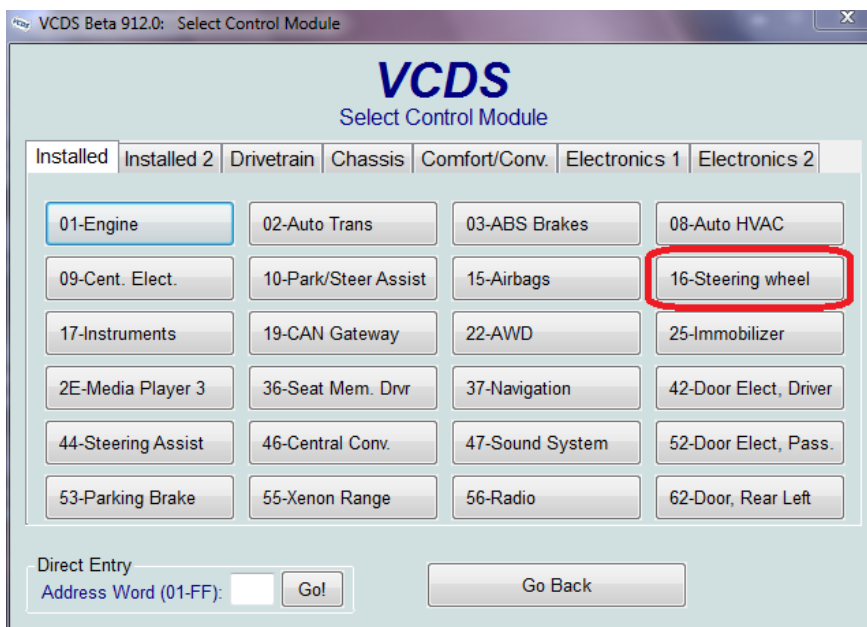 VCDS Beta 912.0: Select Control Module
VCDS
Select Control Module
Installed Installed 2 Drivetrain Chassis Comfort/Conv. Electronics 1 Electronics 2
01-Engine 02-Auto Trans 03-ABS Brakes 08-Auto HVAC
09-Cent. Elect. 10-Park/Steer Assist 15-Airbags 16-Steering wheel
17-Instruments 19-CAN Gateway 22-AWD 25-Immobilizer
2E-Media Player 3 36-Seat Mem. Drvr 37-Navigation 42-Door Elect, Driver
44-Steering Assist 46-Central Conv. 47-Sound System 52-Door Elect, Pass.
53-Parking Brake 55-Xenon Range 56-Radio 62-Door, Rear Left
Direct Entry
Address Word (01-FF): Go! Go Back